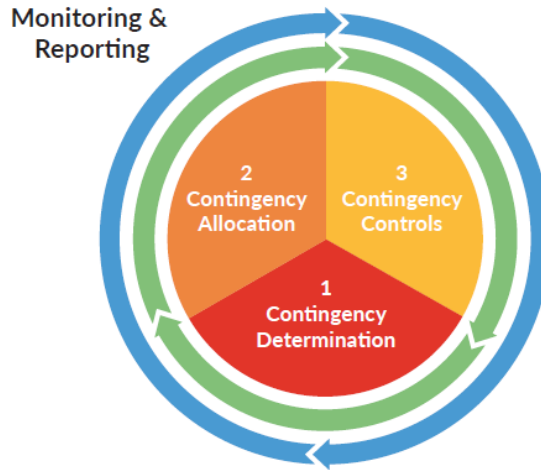 Monitoring &
Reporting
2
Contingency
Allocation
3
Contingency
Controls
1
Contingency
Determination